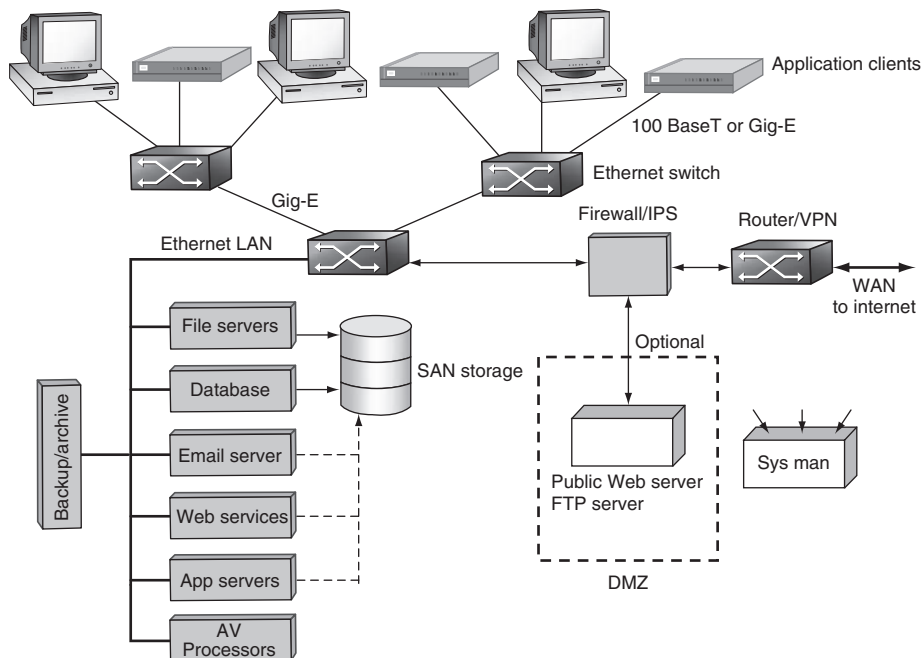 Application clients
100 BaseT or Gig-E
Ethernet switch
Gig-E
Firewall/IPS
Router/VPN
Ethernet LAN
WAN
to internet
File servers
Optional
SAN storage
Database
Backup/archive
Email server
Sys man
Public Web server
FTP server
Web services
App servers
DMZ
AV
Processors